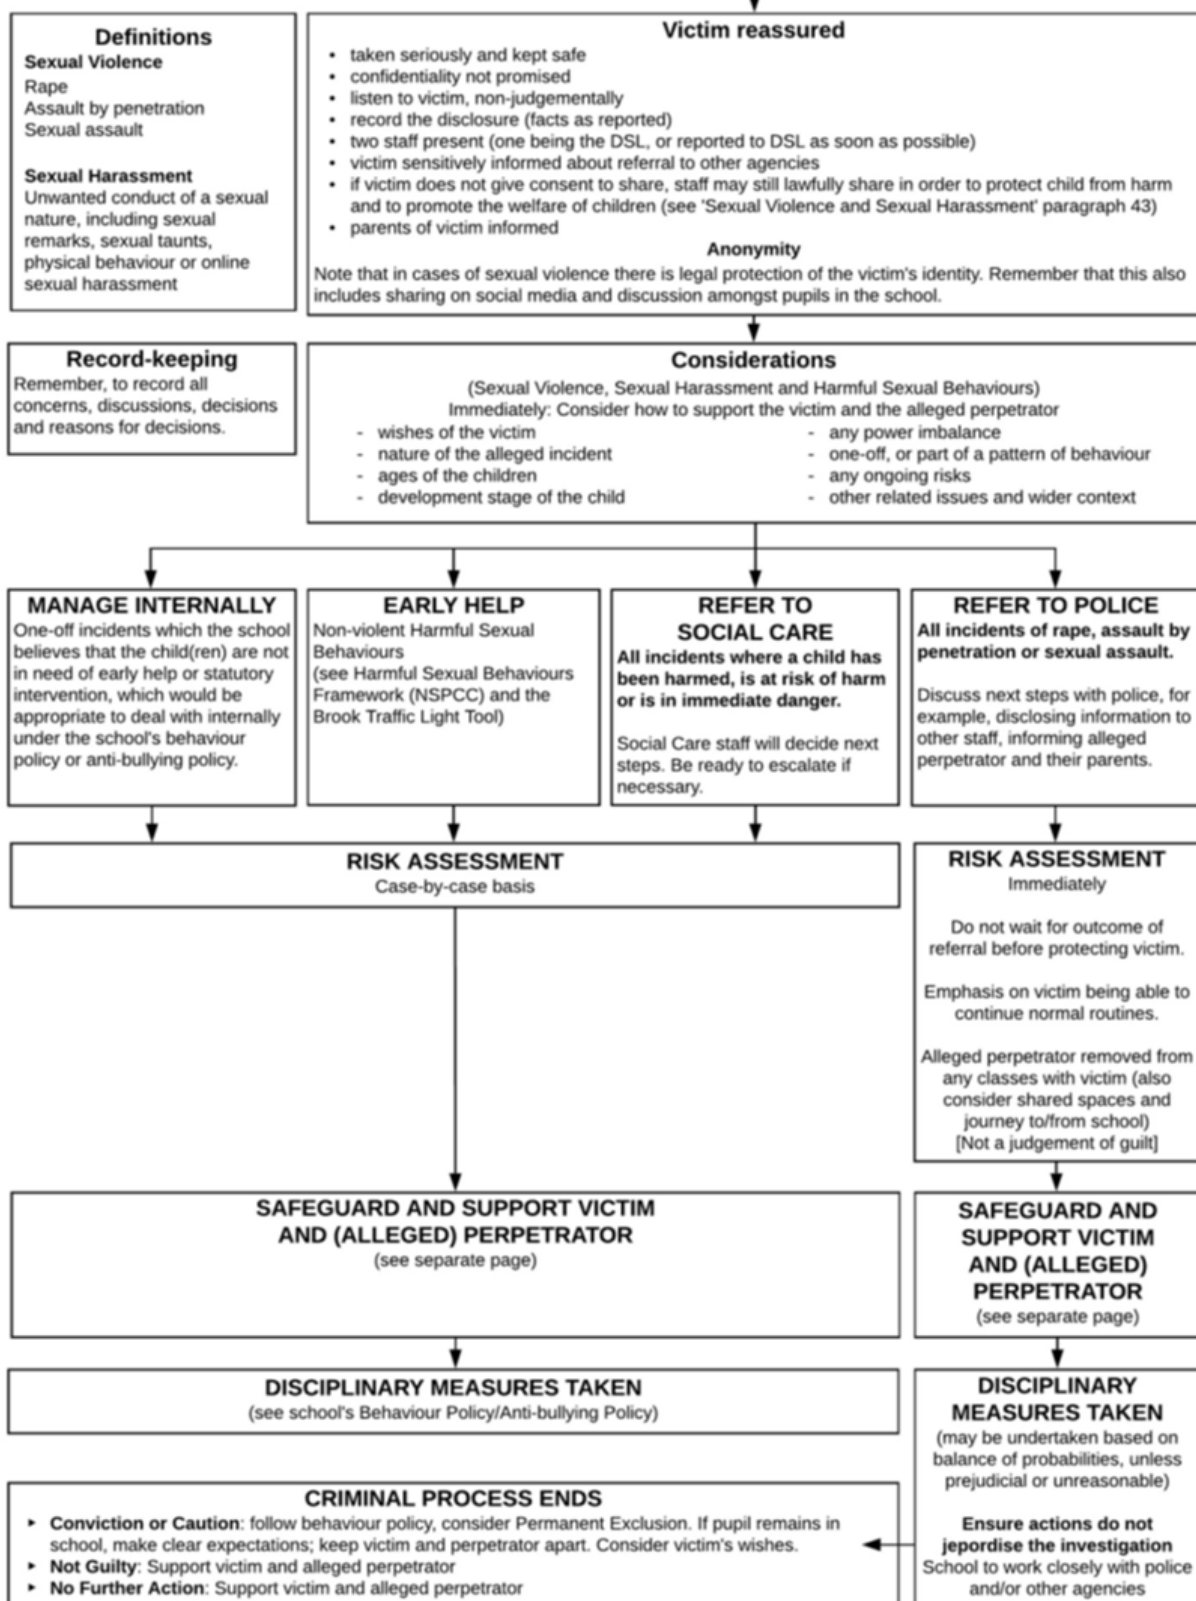 Definitions
Sexual Violence
Rape
Assault by penetration
Sexual assault
Sexual Harassment
Unwanted conduct of a sexual
nature, including sexual
remarks, sexual taunts,
physical behaviour or online
sexual harassment
Victim reassured
• taken seriously and kept safe
• confidentiality not promised
• listen to victim, non-judgementally
• record the disclosure (facts as reported)
• two staff present (one being the DSL, or reported to DSL as soon as possible)
• victim sensitively informed about referral to other agencies
• if victim does not give consent to share, staff may still lawfully share in order to protect child from harm
and to promote the welfare of children (see 'Sexual Violence and Sexual Harassment' paragraph 43)
• parents of victim informed
Anonymity
Note that in cases of sexual violence there is legal protection of the victim's identity. Remember that this also
includes sharing on social media and discussion amongst pupils in the school.
Record-keeping
Remember, to record all
concerns, discussions, decisions
and reasons for decisions.
Considerations
(Sexual Violence, Sexual Harassment and Harmful Sexual Behaviours)
Immediately: Consider how to support the victim and the alleged perpetrator
- wishes of the victim
- nature of the alleged incident
- ages of the children
- development stage of the child
- any power imbalance
- one-off, or part of a pattern of behaviour
- any ongoing risks
- other related issues and wider context
MANAGE INTERNALLY
One-off incidents which the school
believes that the child(ren) are not
in need of early help or statutory
intervention, which would be
appropriate to deal with internally
under the school's behaviour
policy or anti-bullying policy.
EARLY HELP
Non-violent Harmful Sexual
Behaviours
(see Harmful Sexual Behaviours
Framework (NSPCC) and the
Brook Traffic Light Tool)
REFER TO
SOCIAL CARE
All incidents where a child has
been harmed, is at risk of harm
or is in immediate danger.
Social Care staff will decide next
steps. Be ready to escalate if
necessary.
REFER TO POLICE
All incidents of rape, assault by
penetration or sexual assault.
Discuss next steps with police, for
example, disclosing information to
other staff, informing alleged
perpetrator and their parents.
RISK ASSESSMENT
Case-by-case basis
RISK ASSESSMENT
Immediately
Do not wait for outcome of
referral before protecting victim.
Emphasis on victim being able to
continue normal routines.
Alleged perpetrator removed from
any classes with victim (also
consider shared spaces and
journey to/from school)
[Not a judgement of guilt]
SAFEGUARD AND SUPPORT VICTIM
AND (ALLEGED) PERPETRATOR
(see separate page)
SAFEGUARD AND
SUPPORT VICTIM
AND (ALLEGED)
PERPETRATOR
(see separate page)
DISCIPLINARY MEASURES TAKEN
(see school's Behaviour Policy/Anti-bullying Policy)
DISCIPLINARY
MEASURES TAKEN
(may be undertaken based on
balance of probabilities, unless
prejudicial or unreasonable)
Ensure actions do not
jepordise the investigation
School to work closely with police
and/or other agencies
CRIMINAL PROCESS ENDS
▸ Conviction or Caution: follow behaviour policy, consider Permanent Exclusion. If pupil remains in
school, make clear expectations; keep victim and perpetrator apart. Consider victim's wishes.
▸ Not Guilty: Support victim and alleged perpetrator
▸ No Further Action: Support victim and alleged perpetrator